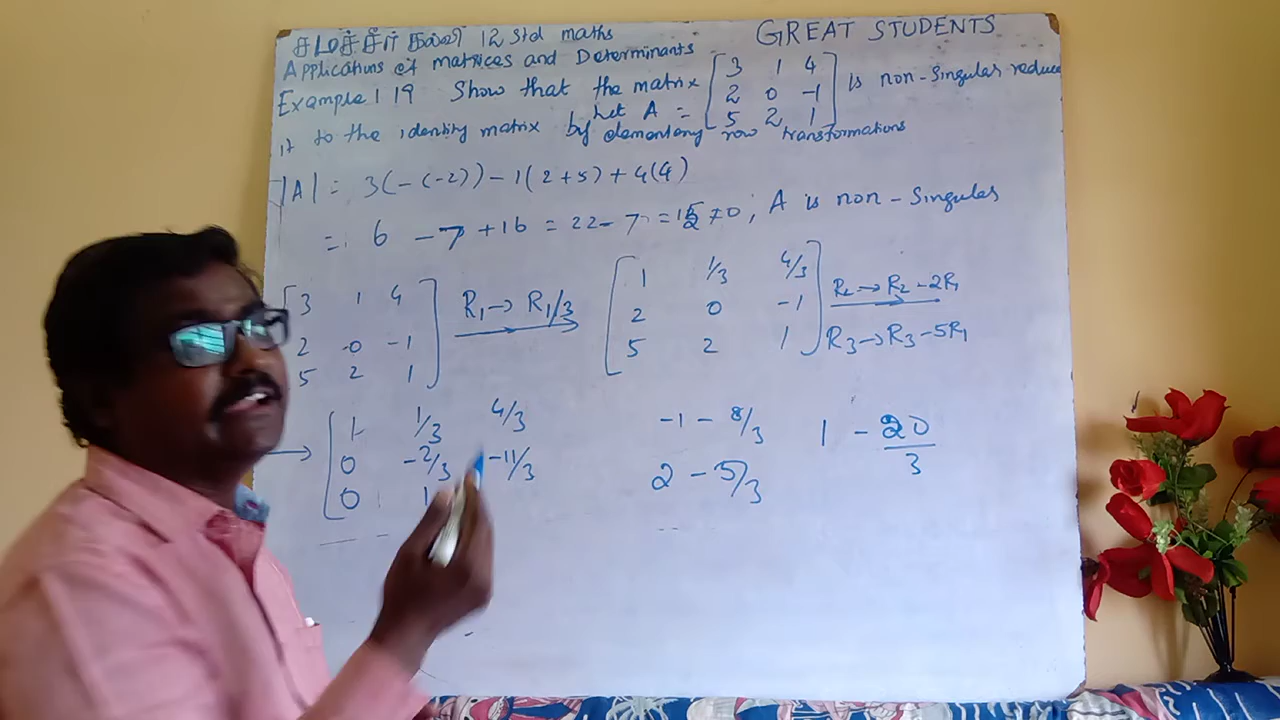 12 std maths GREAT STUDENTS
Applications of matrices and Determinants
Example 1 19 Show that the matrix [3 1 4 is non-Singular reduce
Let A = 2 0 -1
5 2 1]
it to the identity matrix by elementary row transformations
|A| = 3(-(-2)) - 1(2+5) + 4(4)
= 6 - 7 + 16 = 22 - 7 = 15 ≠ 0 ; A is non-Singular
[3 1 4 R₁→ R₁/3 [1 1/3 4/3 R₂→R₂-2R₁
2 0 -1 2 0 -1
5 2 1] 5 2 1] R₃→R₃-5R₁
→ [1 1/3 4/3 -1 - 8/3 1 - 20/3
0 -2/3 -11/3 2 - 5/3
0 1